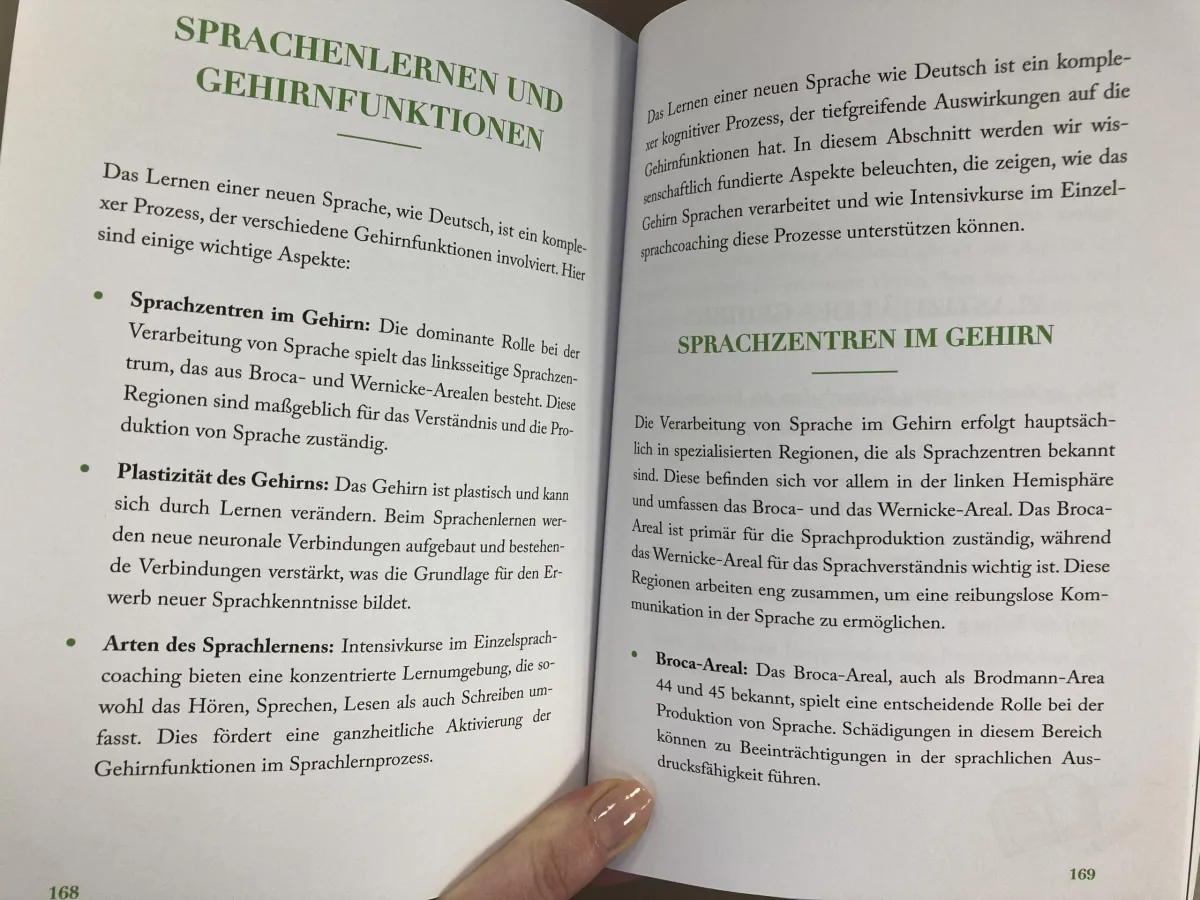 SPRACHENLERNEN UND
GEHIRNFUNKTIONEN
Das Lernen einer neuen Sprache, wie Deutsch, ist ein komple-
xer Prozess, der verschiedene Gehirnfunktionen involviert. Hier
sind einige wichtige Aspekte:
• Sprachzentren im Gehirn: Die dominante Rolle bei der
Verarbeitung von Sprache spielt das linksseitige Sprachzen-
trum, das aus Broca- und Wernicke-Arealen besteht. Diese
Regionen sind maßgeblich für das Verständnis und die Pro-
duktion von Sprache zuständig.
• Plastizität des Gehirns: Das Gehirn ist plastisch und kann
sich durch Lernen verändern. Beim Sprachenlernen wer-
den neue neuronale Verbindungen aufgebaut und bestehen-
de Verbindungen verstärkt, was die Grundlage für den Er-
werb neuer Sprachkenntnisse bildet.
• Arten des Sprachlernens: Intensivkurse im Einzelsprach-
coaching bieten eine konzentrierte Lernumgebung, die so-
wohl das Hören, Sprechen, Lesen als auch Schreiben um-
fasst. Dies fördert eine ganzheitliche Aktivierung der
Gehirnfunktionen im Sprachlernprozess.
168
Das Lernen einer neuen Sprache wie Deutsch ist ein komple-
xer kognitiver Prozess, der tiefgreifende Auswirkungen auf die
Gehirnfunktionen hat. In diesem Abschnitt werden wir wis-
senschaftlich fundierte Aspekte beleuchten, die zeigen, wie das
Gehirn Sprachen verarbeitet und wie Intensivkurse im Einzel-
sprachcoaching diese Prozesse unterstützen können.
SPRACHZENTREN IM GEHIRN
Die Verarbeitung von Sprache im Gehirn erfolgt hauptsäch-
lich in spezialisierten Regionen, die als Sprachzentren bekannt
sind. Diese befinden sich vor allem in der linken Hemisphäre
und umfassen das Broca- und das Wernicke-Areal. Das Broca-
Areal ist primär für die Sprachproduktion zuständig, während
das Wernicke-Areal für das Sprachverständnis wichtig ist. Diese
Regionen arbeiten eng zusammen, um eine reibungslose Kom-
munikation in der Sprache zu ermöglichen.
• Broca-Areal: Das Broca-Areal, auch als Brodmann-Area
44 und 45 bekannt, spielt eine entscheidende Rolle bei der
Produktion von Sprache. Schädigungen in diesem Bereich
können zu Beeinträchtigungen in der sprachlichen Aus-
drucksfähigkeit führen.
169